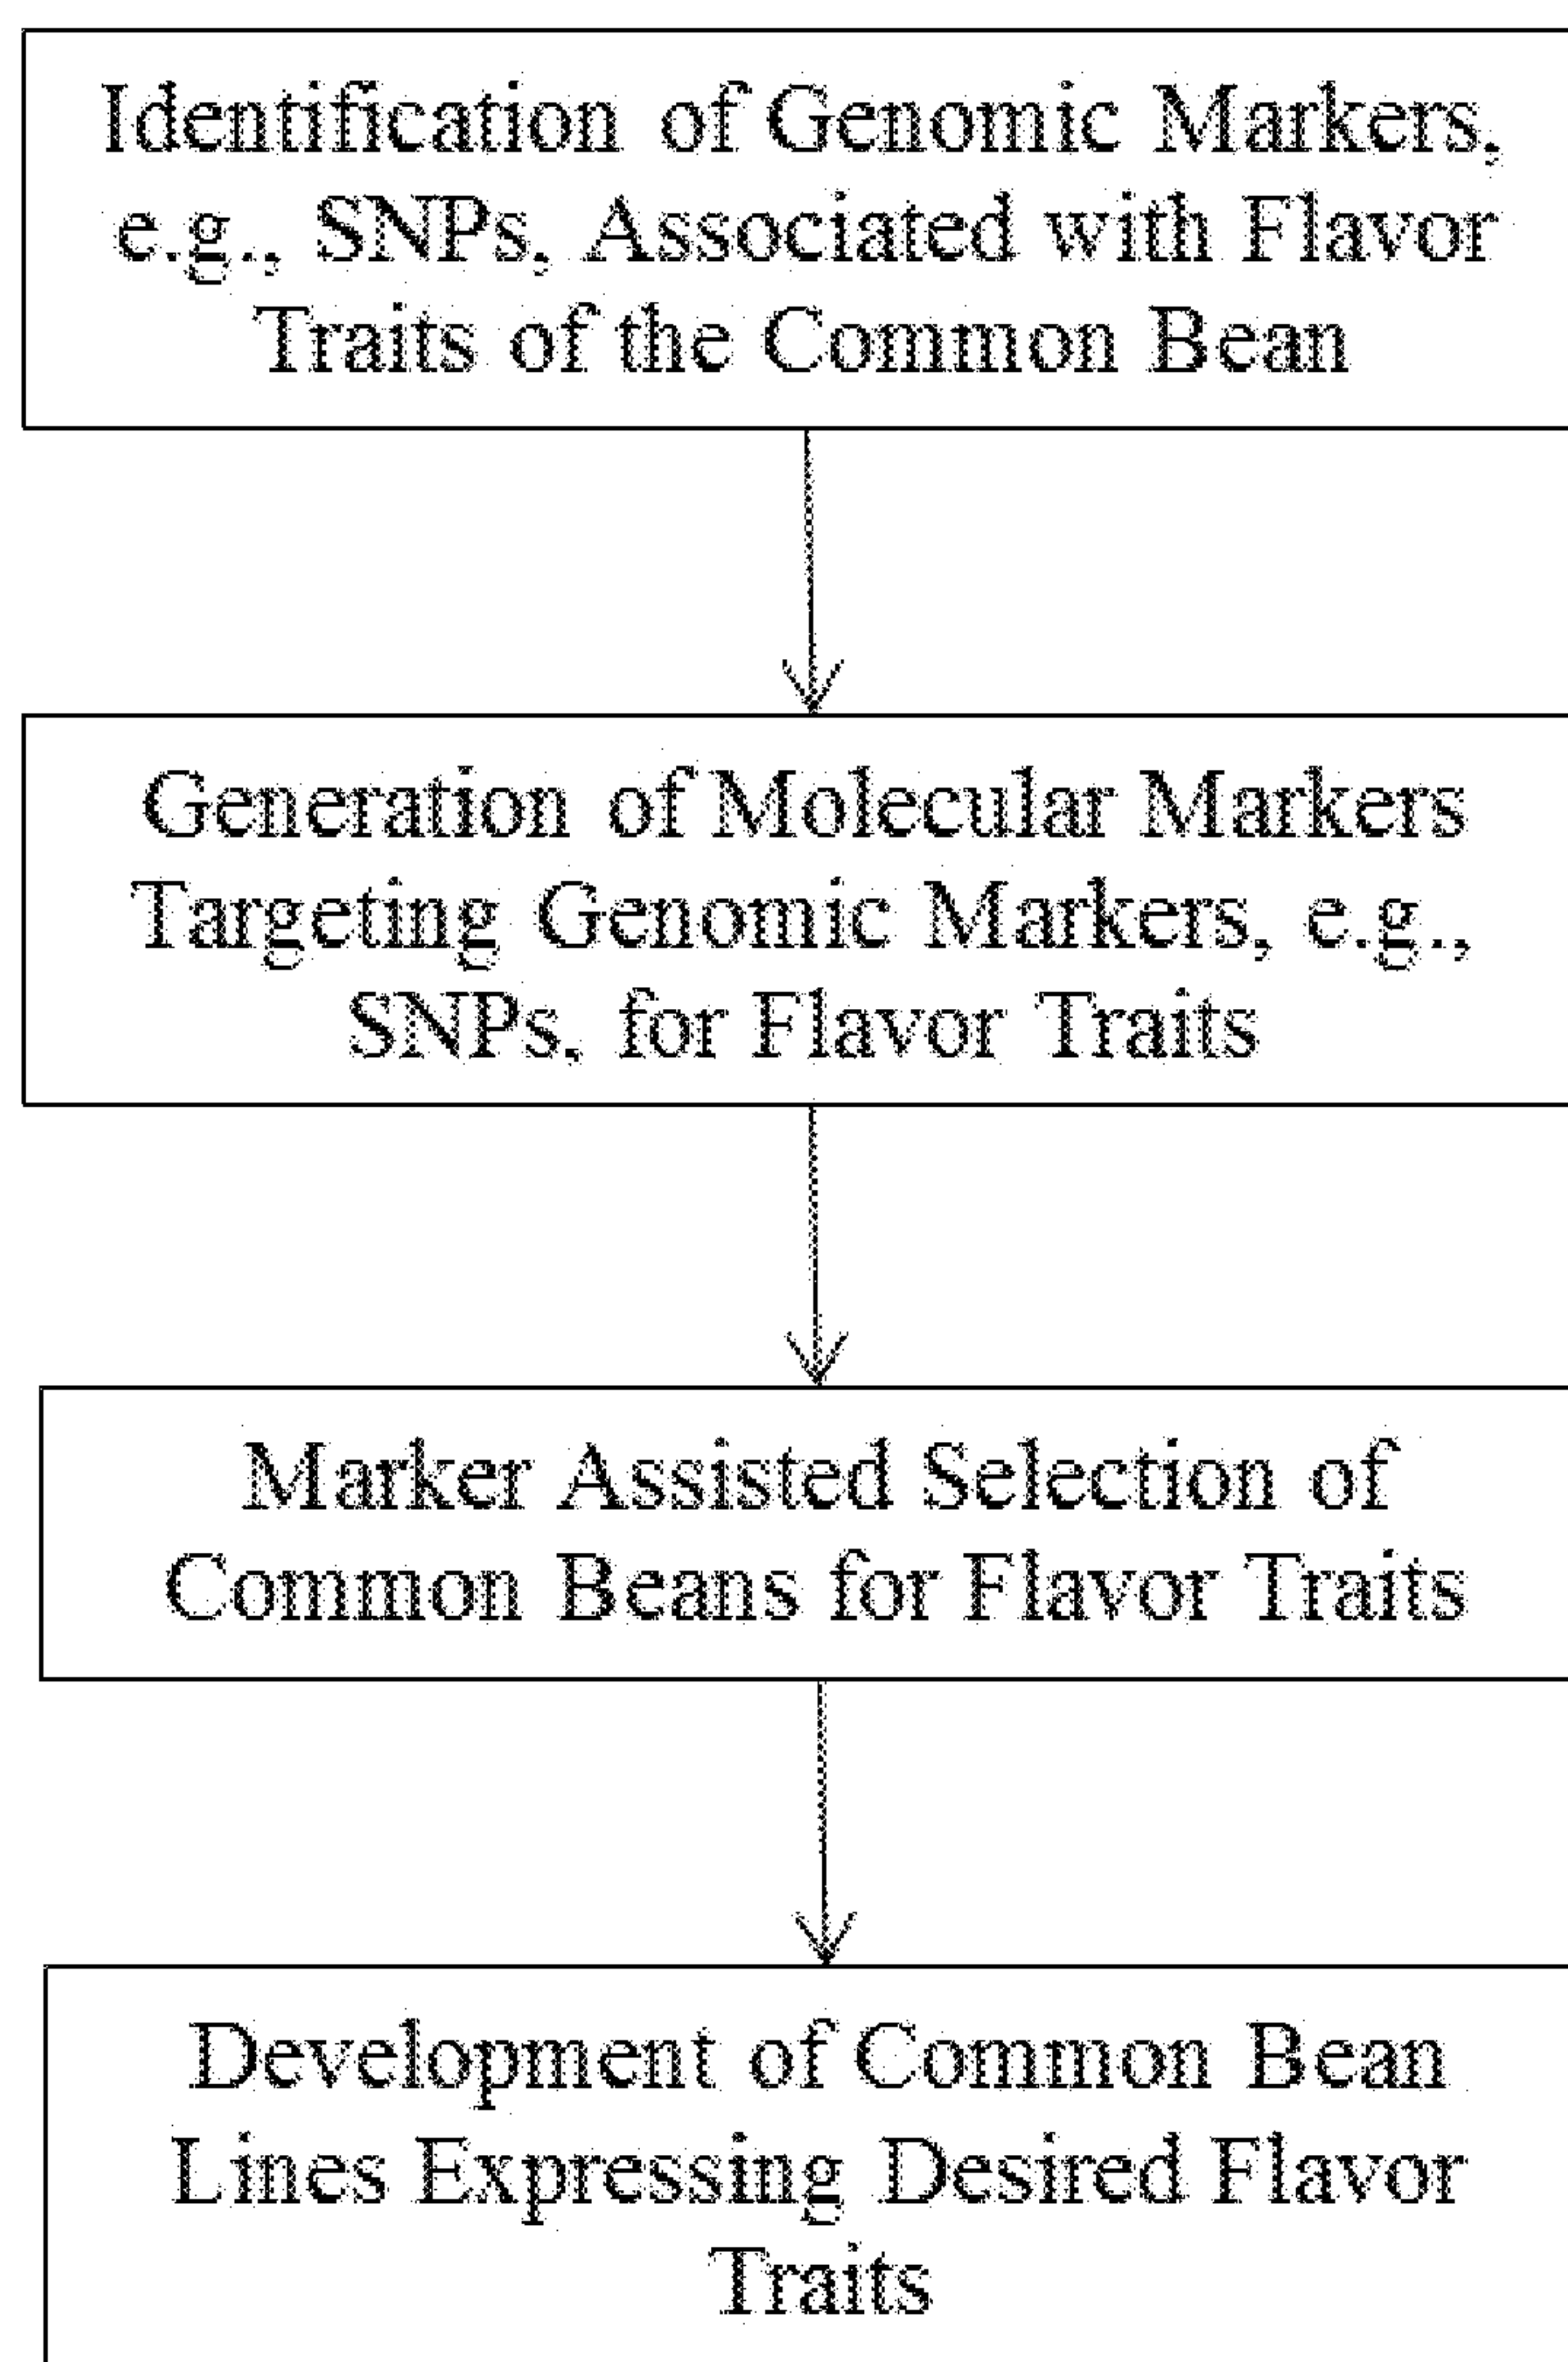 Identification of Genomic Markers,
e.g., SNPs, Associated with Flavor
Traits of the Common Bean
Generation of Molecular Markers
Targeting Genomic Markers, e.g.,
SNPs, for Flavor Traits
Marker Assisted Selection of
Common Beans for Flavor Traits
Development of Common Bean
Lines Expressing Desired Flavor
Traits